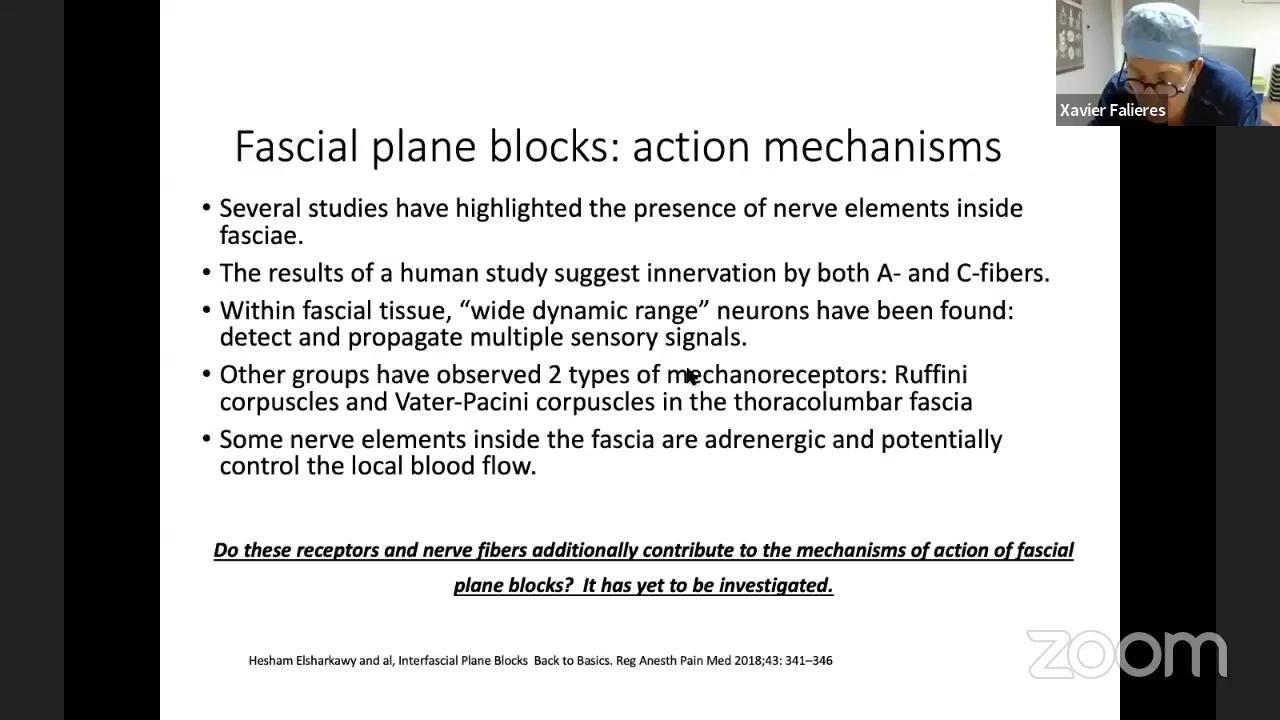 Xavier Falieres
Fascial plane blocks: action mechanisms
• Several studies have highlighted the presence of nerve elements inside
fasciae.
• The results of a human study suggest innervation by both A- and C-fibers.
• Within fascial tissue, “wide dynamic range” neurons have been found:
detect and propagate multiple sensory signals.
• Other groups have observed 2 types of mechanoreceptors: Ruffini
corpuscles and Vater-Pacini corpuscles in the thoracolumbar fascia
• Some nerve elements inside the fascia are adrenergic and potentially
control the local blood flow.
Do these receptors and nerve fibers additionally contribute to the mechanisms of action of fascial
plane blocks? It has yet to be investigated.
Hesham Elsharkawy and al, Interfascial Plane Blocks Back to Basics. Reg Anesth Pain Med 2018;43: 341–346
zoom